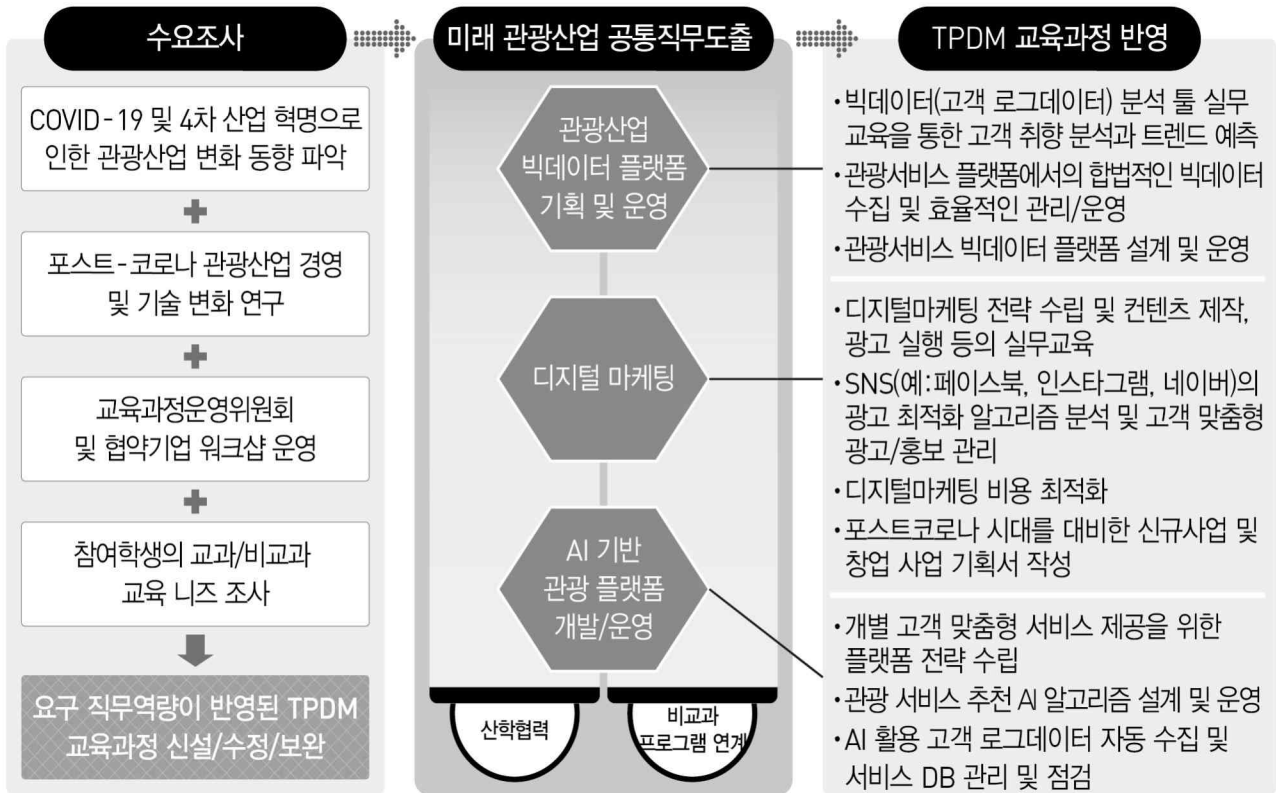 수요조사
COVID-19 및 4차 산업 혁명으로
인한 관광산업 변화 동향 파악
포스트-코로나 관광산업 경영
및 기술 변화 연구
교육과정운영위원회
및 협약기업 워크샵 운영
참여학생의 교과/비교과
교육 니즈 조사
요구 직무역량이 반영된 TPDM
교육과정 신설/수정/보완
미래 관광산업 공통직무도출
관광산업
빅데이터 플랫폼
기획 및 운영
디지털 마케팅
AI 기반
관광 플랫폼
개발/운영
산학협력
비교과
프로그램 연계
TPDM 교육과정 반영
•빅데이터(고객 로그데이터) 분석 툴 실무
교육을 통한 고객 취향 분석과 트렌드 예측
•관광서비스 플랫폼에서의 합법적인 빅데이터
수집 및 효율적인 관리/운영
•관광서비스 빅데이터 플랫폼 설계 및 운영
•디지털마케팅 전략 수립 및 컨텐츠 제작,
광고 실행 등의 실무교육
•SNS(예:페이스북, 인스타그램, 네이버)의
광고 최적화 알고리즘 분석 및 고객 맞춤형
광고/홍보 관리
•디지털마케팅 비용 최적화
•포스트코로나 시대를 대비한 신규사업 및
창업 사업 기획서 작성
•개별 고객 맞춤형 서비스 제공을 위한
플랫폼 전략 수립
•관광 서비스 추천 AI 알고리즘 설계 및 운영
•AI 활용 고객 로그데이터 자동 수집 및
서비스 DB 관리 및 점검